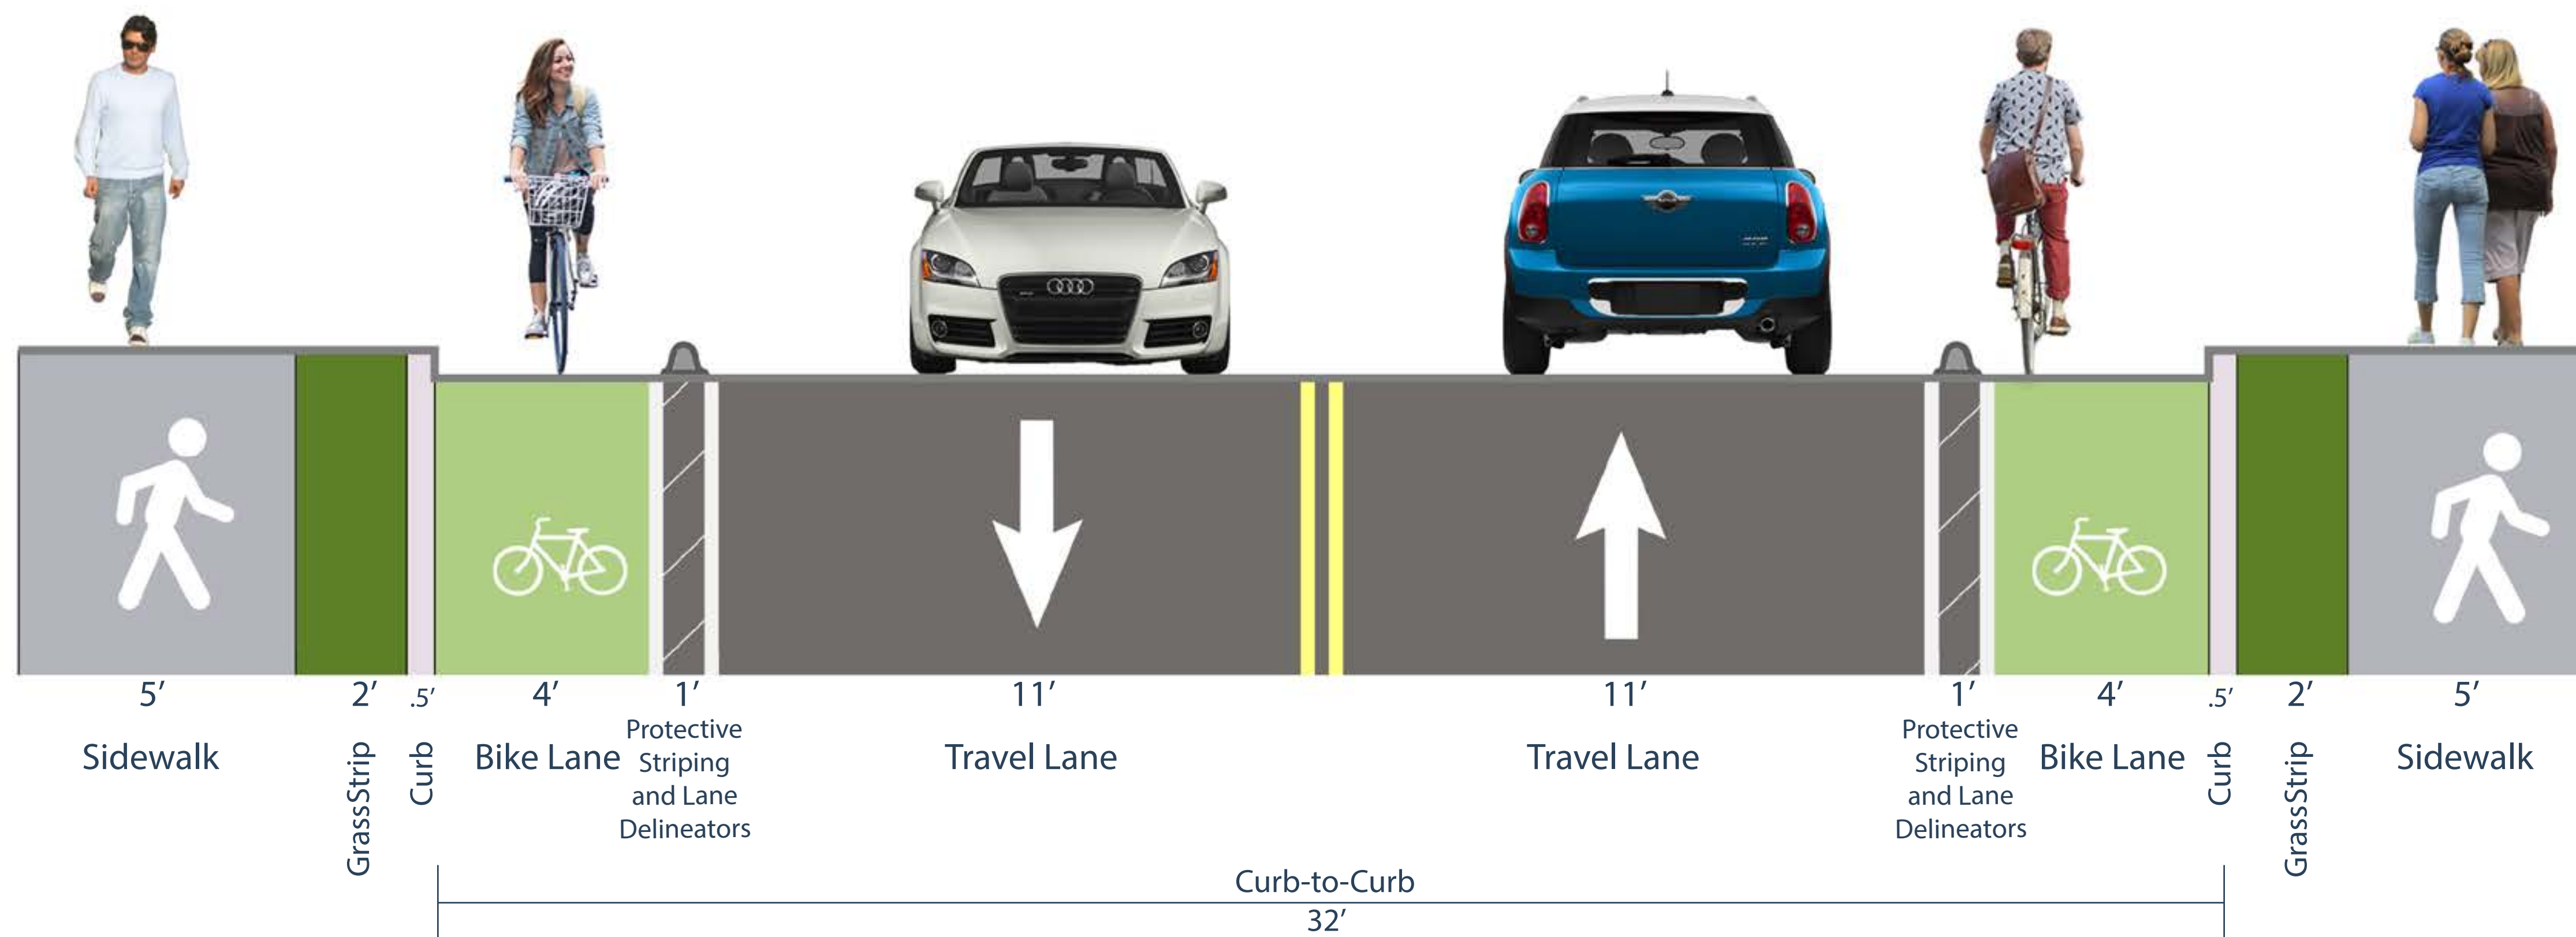 5’
2’
.5’
4’
1’
11’
11’
1’
4’
.5’
2’
5’
Sidewalk
GrassStrip
Curb
Bike Lane
Protective
Striping
and Lane
Delineators
Travel Lane
Travel Lane
Protective
Striping
and Lane
Delineators
Bike Lane
Curb
GrassStrip
Sidewalk
Curb-to-Curb
32’